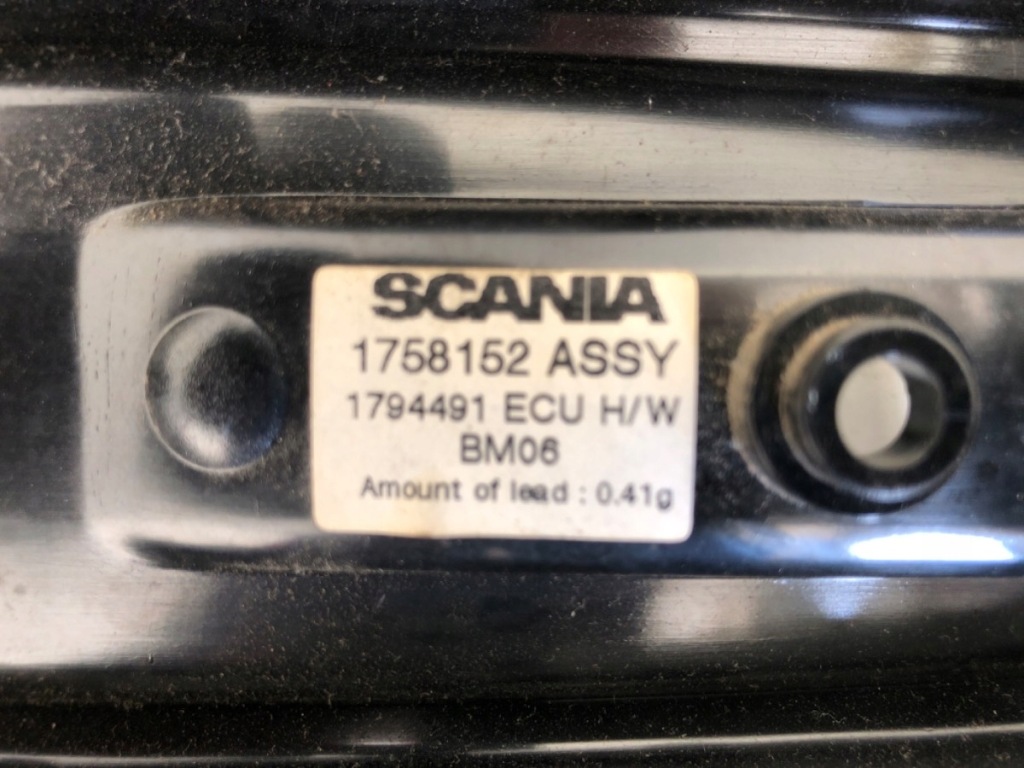 SCANIA
1758152 ASSY
1794491 ECU H/W
BM06
Amount of lead : 0.41g